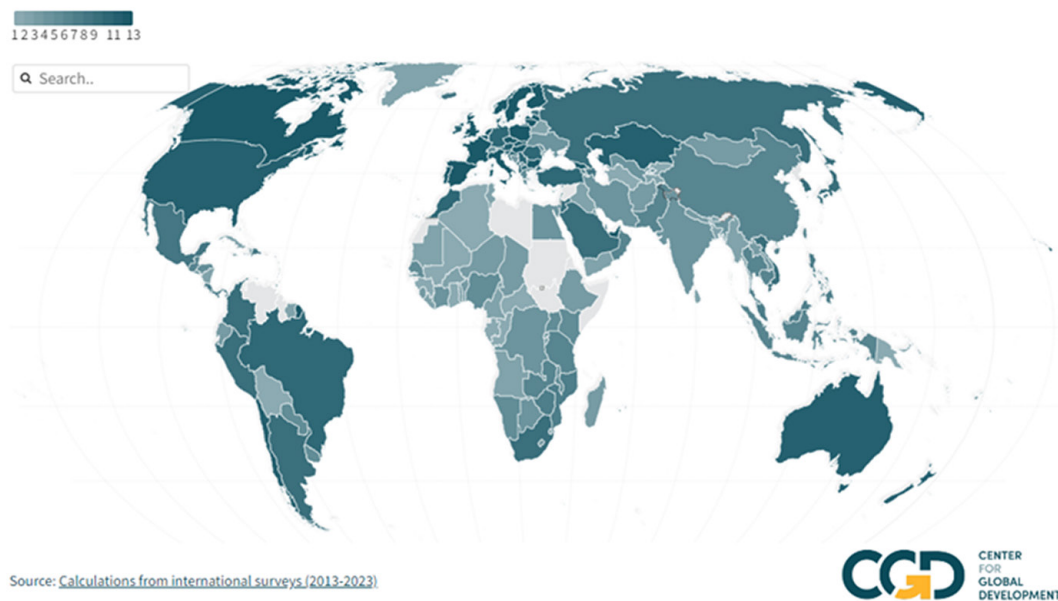 1 2 3 4 5 6 7 8 9 11 13
Search..
Source: Calculations from international surveys (2013-2023)
CGD
CENTER
FOR
GLOBAL
DEVELOPMENT